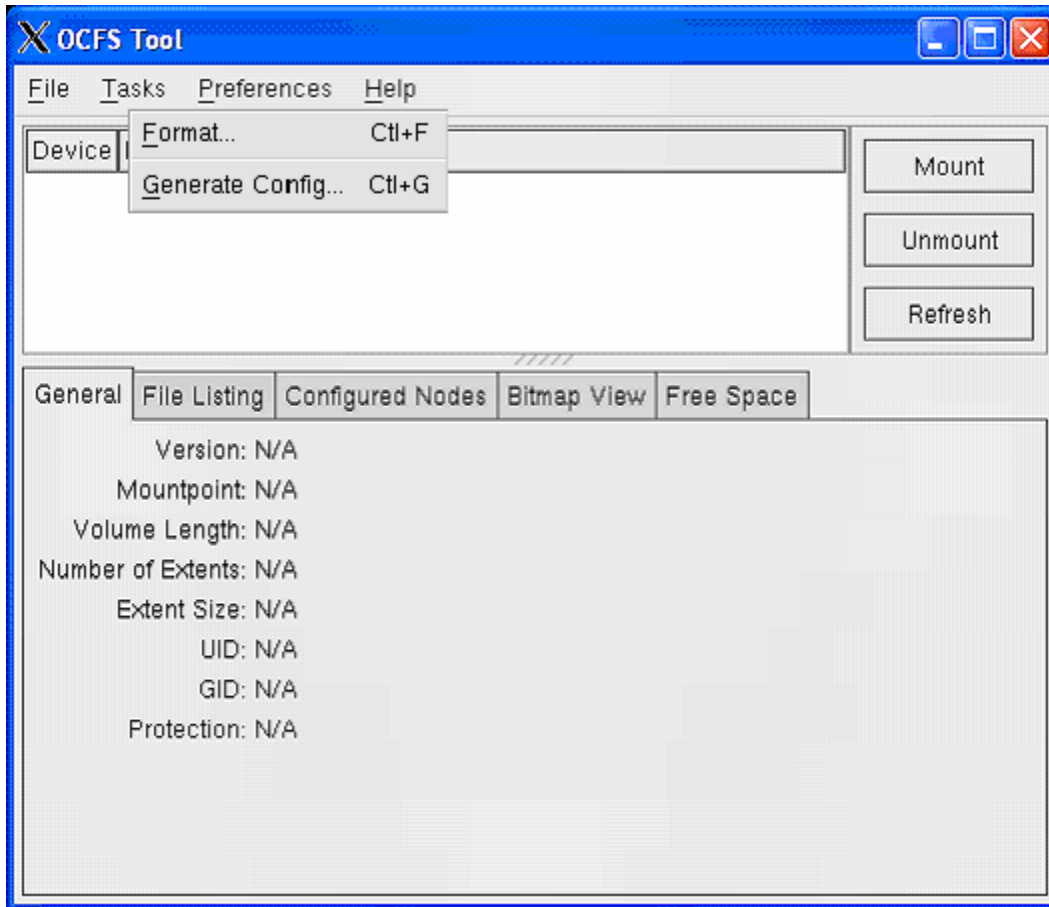 OCFS Tool
File Tasks Preferences Help
Format... Ctl+F
Device
Generate Config... Ctl+G
Mount
Unmount
Refresh
General File Listing Configured Nodes Bitmap View Free Space
Version: N/A
Mountpoint: N/A
Volume Length: N/A
Number of Extents: N/A
Extent Size: N/A
UID: N/A
GID: N/A
Protection: N/A